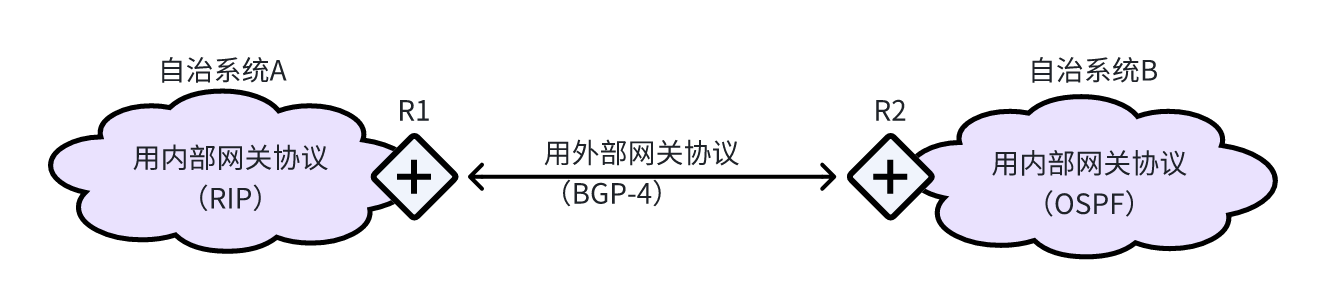 自治系统A
自治系统B
R1
R2
用内部网关协议
（RIP）
用外部网关协议
（BGP-4）
用内部网关协议
（OSPF）